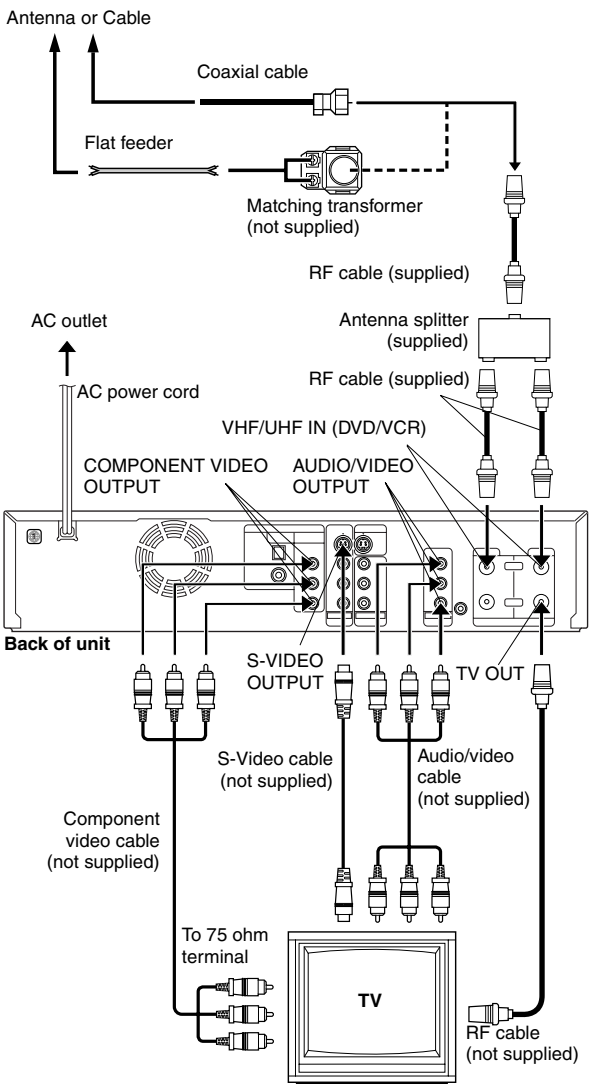 Antenna or Cable
Coaxial cable
Flat feeder
Matching transformer
(not supplied)
RF cable (supplied)
AC outlet
Antenna splitter
(supplied)
AC power cord
RF cable (supplied)
VHF/UHF IN (DVD/VCR)
COMPONENT VIDEO
OUTPUT
AUDIO/VIDEO
OUTPUT
Back of unit
S-VIDEO
OUTPUT
TV OUT
S-Video cable
(not supplied)
Audio/video
cable
(not supplied)
Component
video cable
(not supplied)
To 75 ohm
terminal
TV
RF cable
(not supplied)